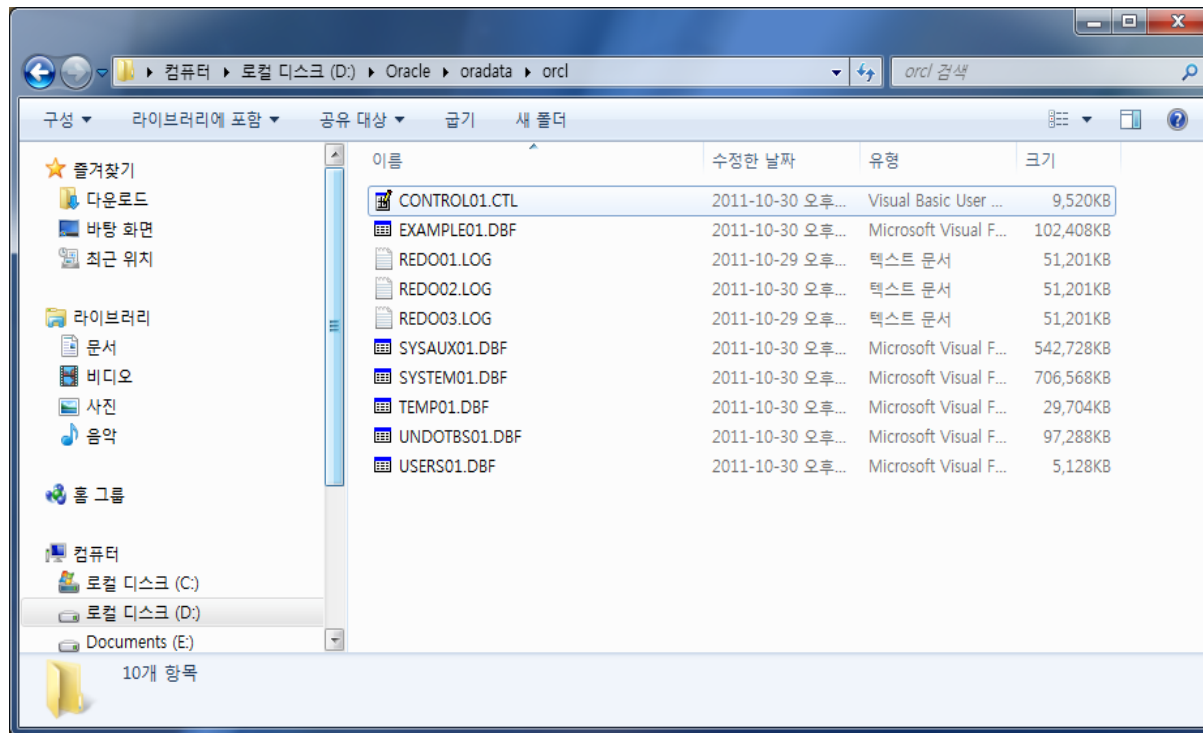 컴퓨터 ▸ 로컬 디스크 (D:) ▸ Oracle ▸ oradata ▸ orcl orcl 검색
구성 라이브러리에 포함 공유 대상 굽기 새 폴더
즐겨찾기
다운로드
바탕 화면
최근 위치
라이브러리
문서
비디오
사진
음악
홈 그룹
컴퓨터
로컬 디스크 (C:)
로컬 디스크 (D:)
Documents (E:)
이름 수정한 날짜 유형 크기
CONTROL01.CTL 2011-10-30 오후... Visual Basic User ... 9,520KB
EXAMPLE01.DBF 2011-10-30 오후... Microsoft Visual F... 102,408KB
REDO01.LOG 2011-10-29 오후... 텍스트 문서 51,201KB
REDO02.LOG 2011-10-29 오후... 텍스트 문서 51,201KB
REDO03.LOG 2011-10-29 오후... 텍스트 문서 51,201KB
SYSAUX01.DBF 2011-10-30 오후... Microsoft Visual F... 542,728KB
SYSTEM01.DBF 2011-10-30 오후... Microsoft Visual F... 706,568KB
TEMP01.DBF 2011-10-30 오후... Microsoft Visual F... 29,704KB
UNDOTBS01.DBF 2011-10-30 오후... Microsoft Visual F... 97,288KB
USERS01.DBF 2011-10-30 오후... Microsoft Visual F... 5,128KB
10개 항목